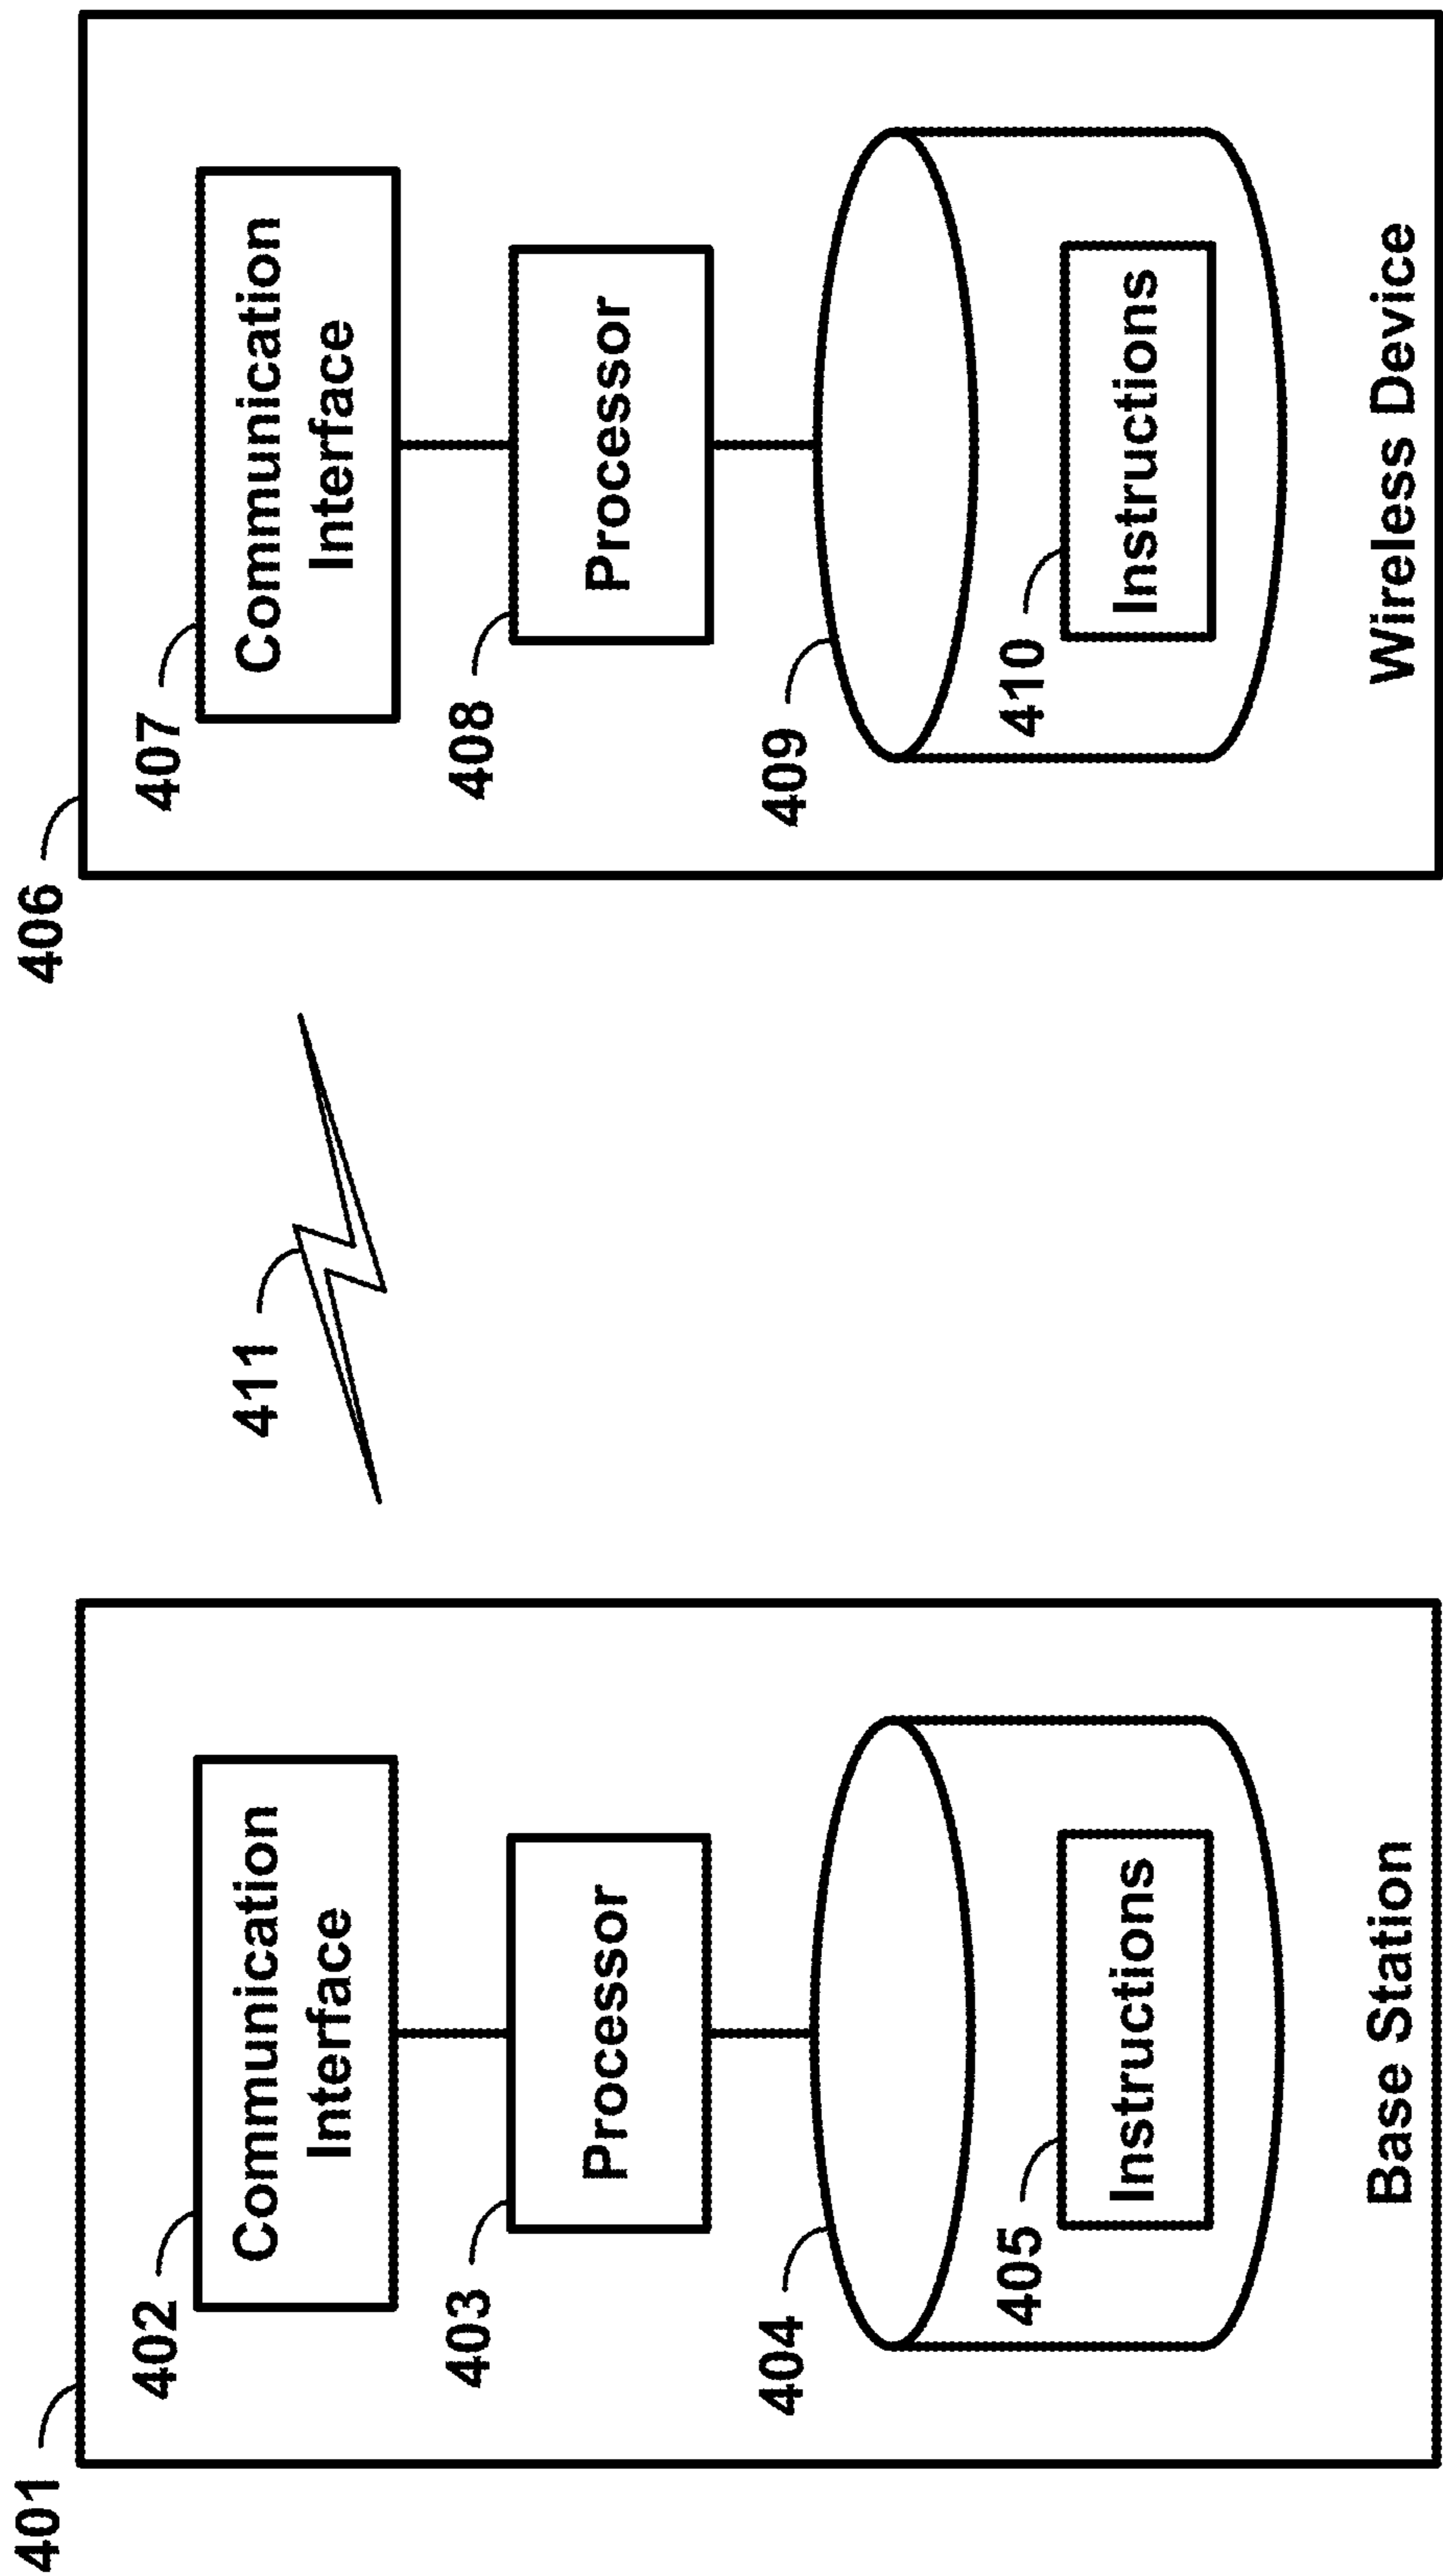 401
402
Communication
Interface
403
Processor
404
405
Instructions
Base Station
411
406
407
Communication
Interface
408
Processor
409
410
Instructions
Wireless Device